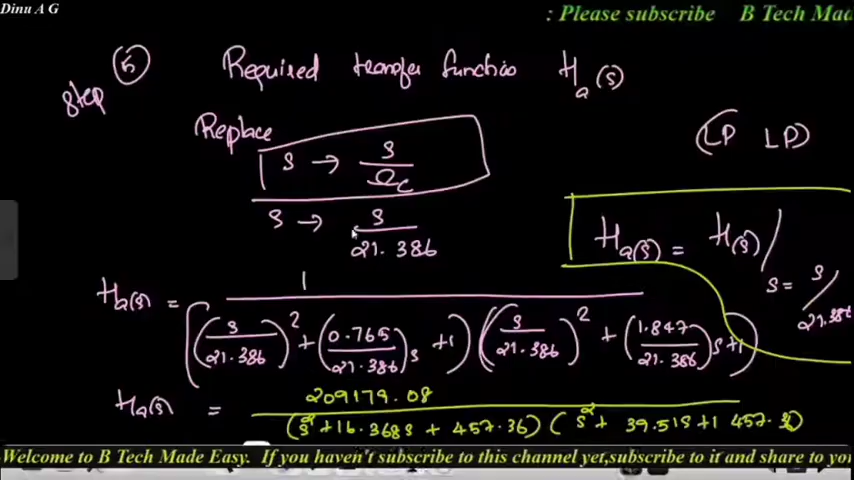 Dinu A G
: Please subscribe B Tech Mad
Step 5 Required transfer function Ha(s)
Replace
s → s/Ωc
(LP LP)
s → s/21.386
Ha(s) = H(s) / s = s/21.386
Ha(s) = 1 / [((s/21.386)² + (0.765/21.386)s + 1) ((s/21.386)² + (1.847/21.386)s + 1)]
Ha(s) = 209179.08 / (s² + 16.368s + 457.36) (s² + 39.51s + 457.36)
Welcome to B Tech Made Easy. If you haven't subscribe to this channel yet,subscribe to it and share to yo